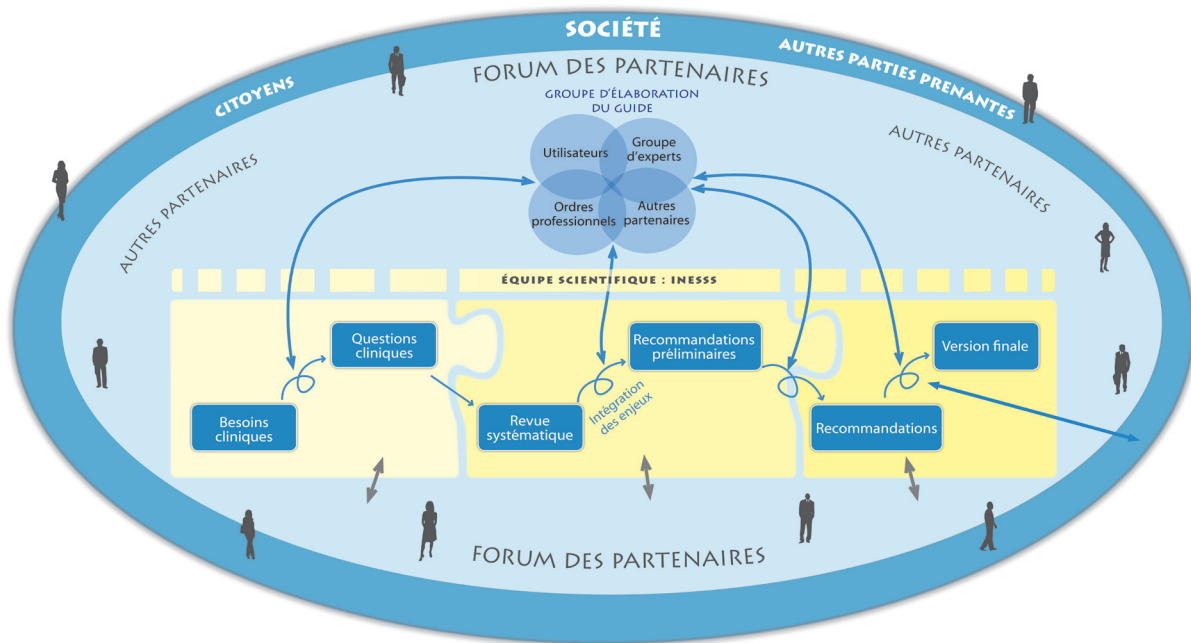 SOCIÉTÉ
CITOYENS
AUTRES PARTIES PRENANTES
FORUM DES PARTENAIRES
AUTRES PARTENAIRES
AUTRES PARTENAIRES
GROUPE D'ÉLABORATION
DU GUIDE
Utilisateurs
Groupe
d'experts
Ordres
professionnels
Autres
partenaires
ÉQUIPE SCIENTIFIQUE : INESSS
Besoins
cliniques
Questions
cliniques
Revue
systématique
Intégration
des enjeux
Recommandations
préliminaires
Recommandations
Version finale
FORUM DES PARTENAIRES